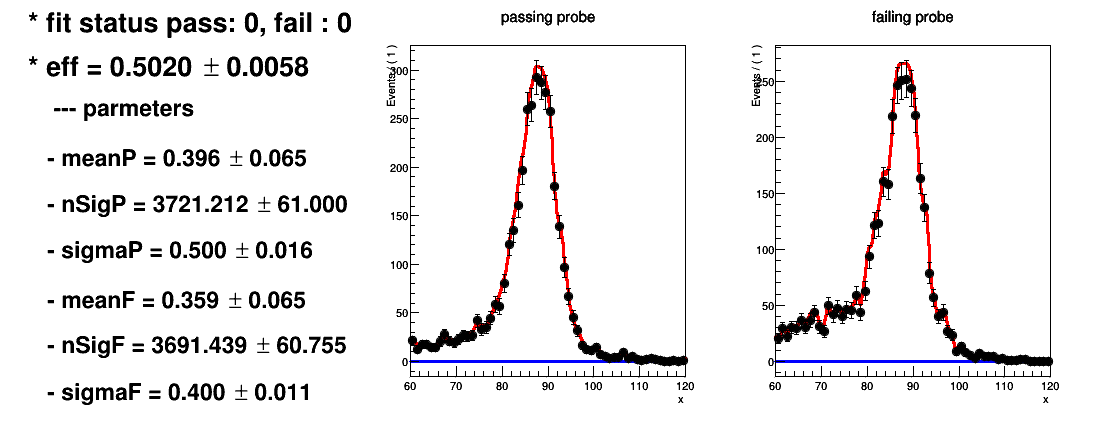 * fit status pass: 0, fail : 0
* eff = 0.5020 ± 0.0058
--- parmeters
- meanP = 0.396 ± 0.065
- nSigP = 3721.212 ± 61.000
- sigmaP = 0.500 ± 0.016
- meanF = 0.359 ± 0.065
- nSigF = 3691.439 ± 60.755
- sigmaF = 0.400 ± 0.011
passing probe
Events / ( 1 )
300
250
200
150
100
50
0
60 70 80 90 100 110 120
x
failing probe
Events / ( 1 )
250
200
150
100
50
0
60 70 80 90 100 110 120
x